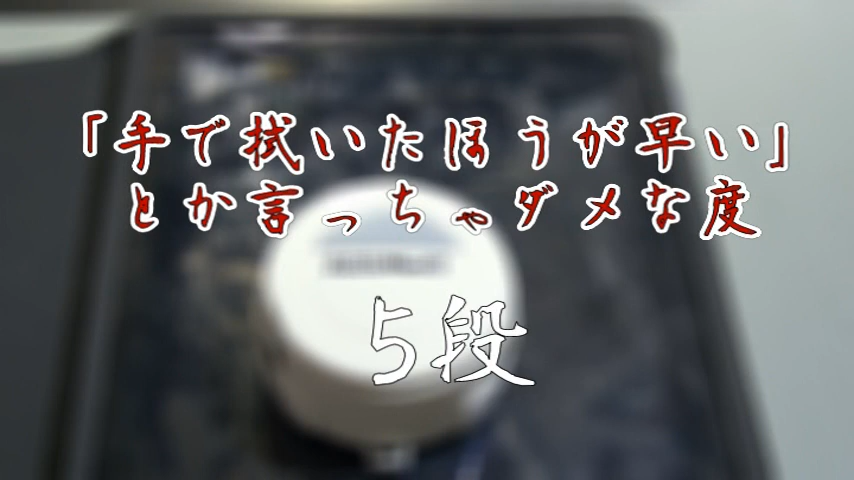 「手で拭いたほうが早い」
とか言っちゃダメな度
5段